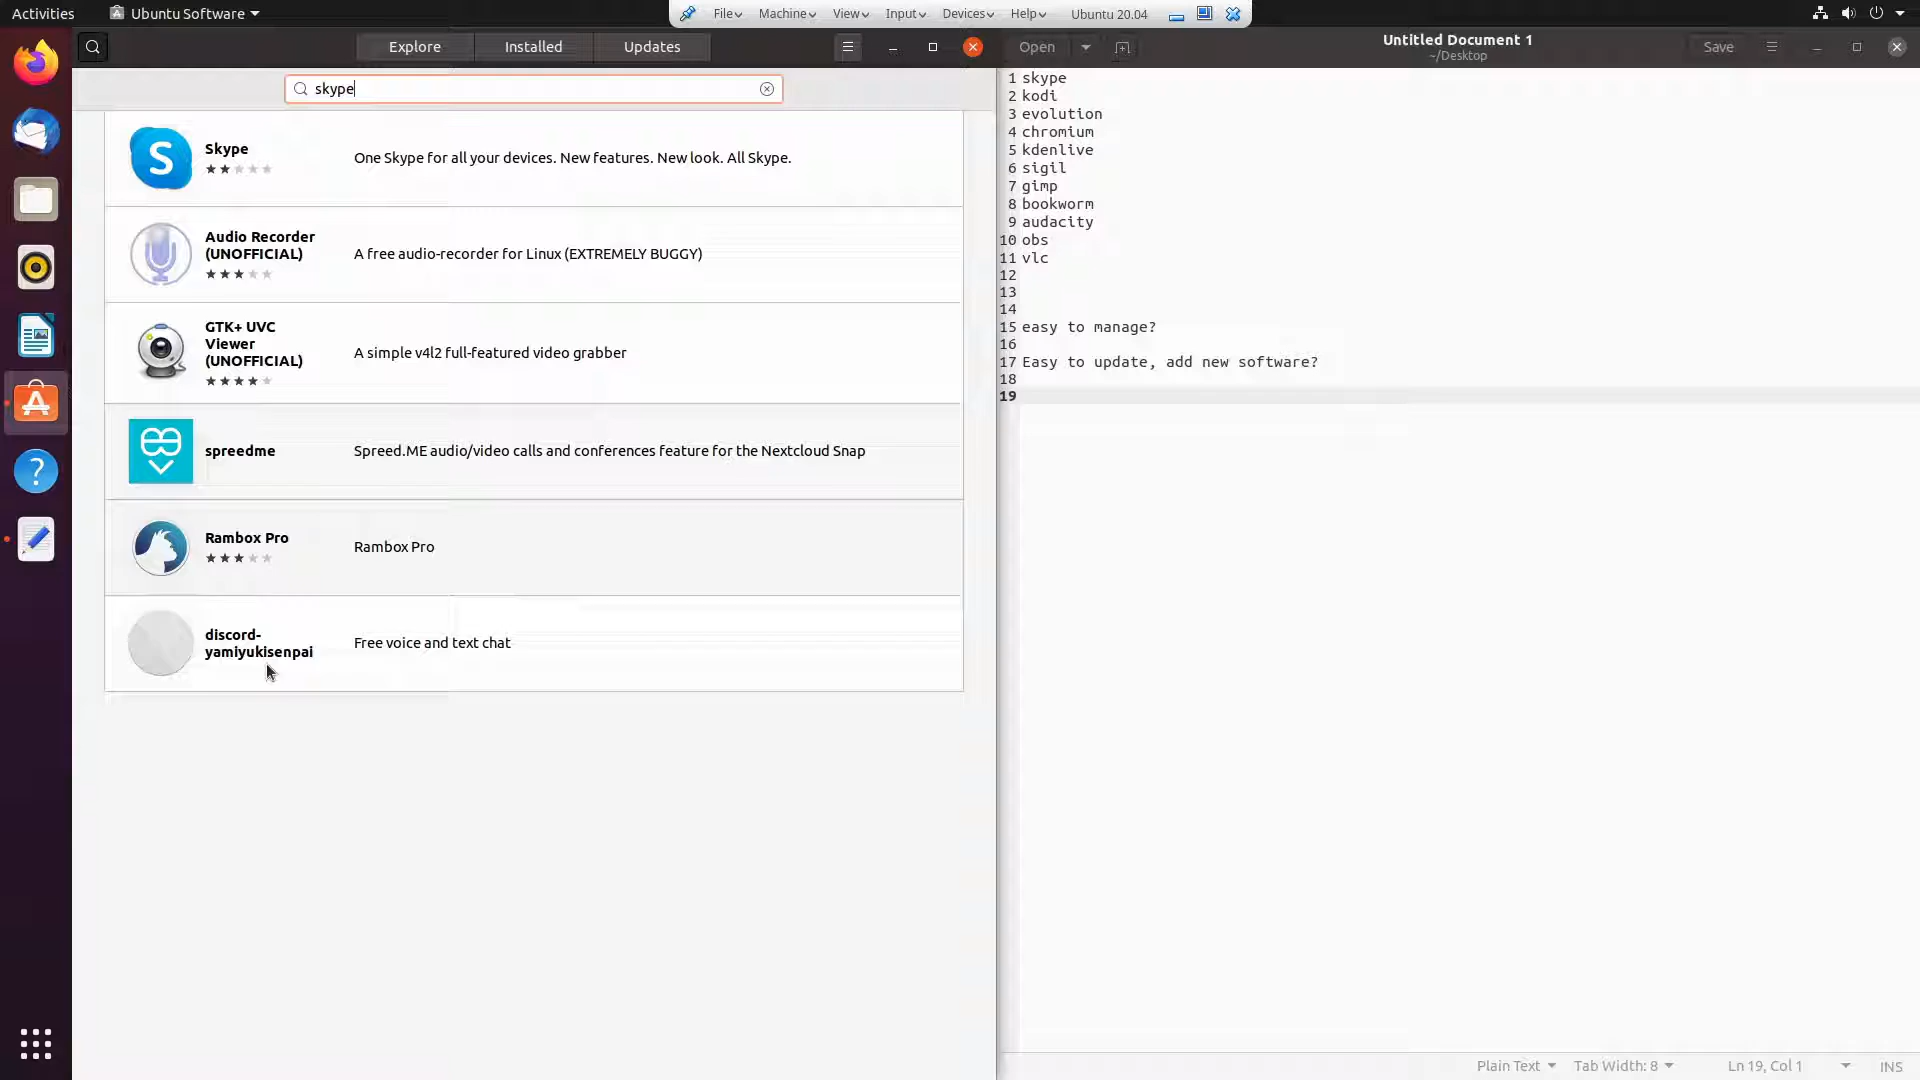 Activities
Ubuntu Software
File
Machine
View
Input
Devices
Help
Ubuntu 20.04
Explore
Installed
Updates
Open
Untitled Document 1
~/Desktop
Save
skype
Skype
One Skype for all your devices. New features. New look. All Skype.
Audio Recorder
(UNOFFICIAL)
A free audio-recorder for Linux (EXTREMELY BUGGY)
GTK+ UVC
Viewer
(UNOFFICIAL)
A simple v4l2 full-featured video grabber
spreedme
Spreed.ME audio/video calls and conferences feature for the Nextcloud Snap
Rambox Pro
Rambox Pro
discord-
yamiyukisenpai
Free voice and text chat
1 skype
2 kodi
3 evolution
4 chromium
5 kdenlive
6 sigil
7 gimp
8 bookworm
9 audacity
10 obs
11 vlc
12
13
14
15 easy to manage?
16
17 Easy to update, add new software?
18
19
Plain Text
Tab Width: 8
Ln 19, Col 1
INS